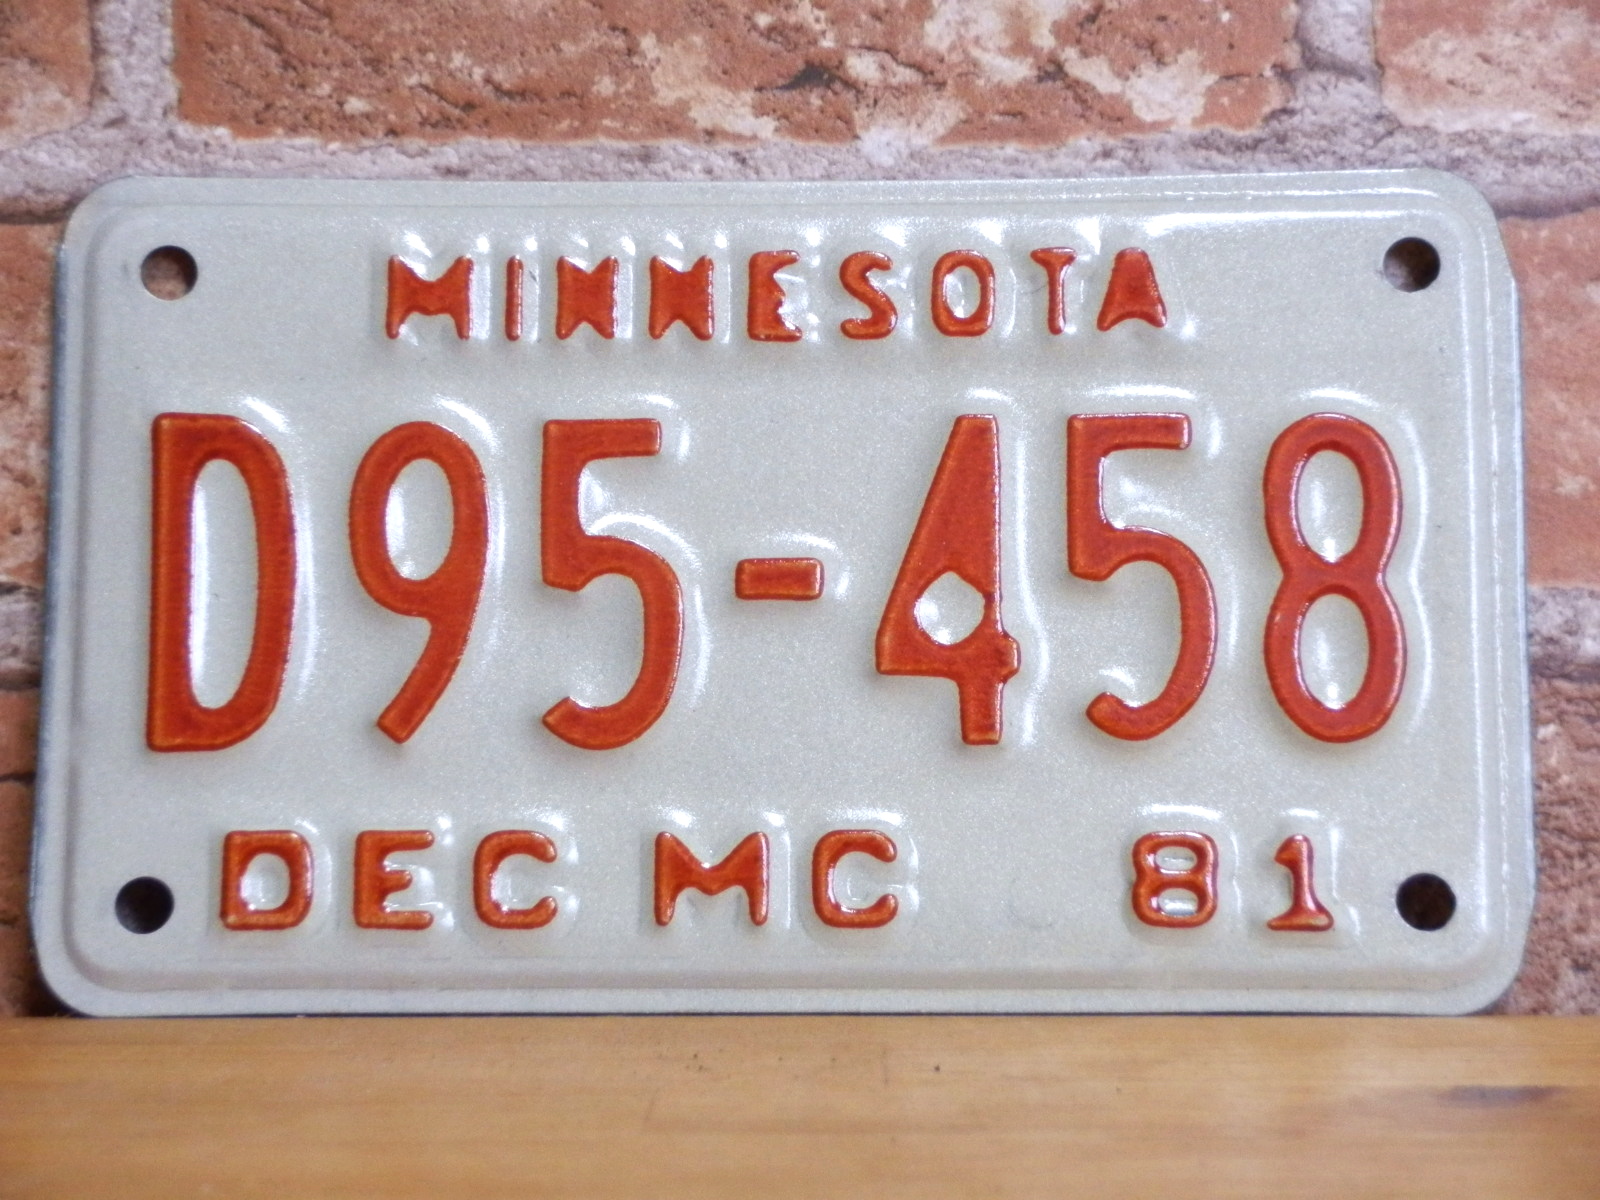 MINNESOTA
D95-458
DEC MC 81